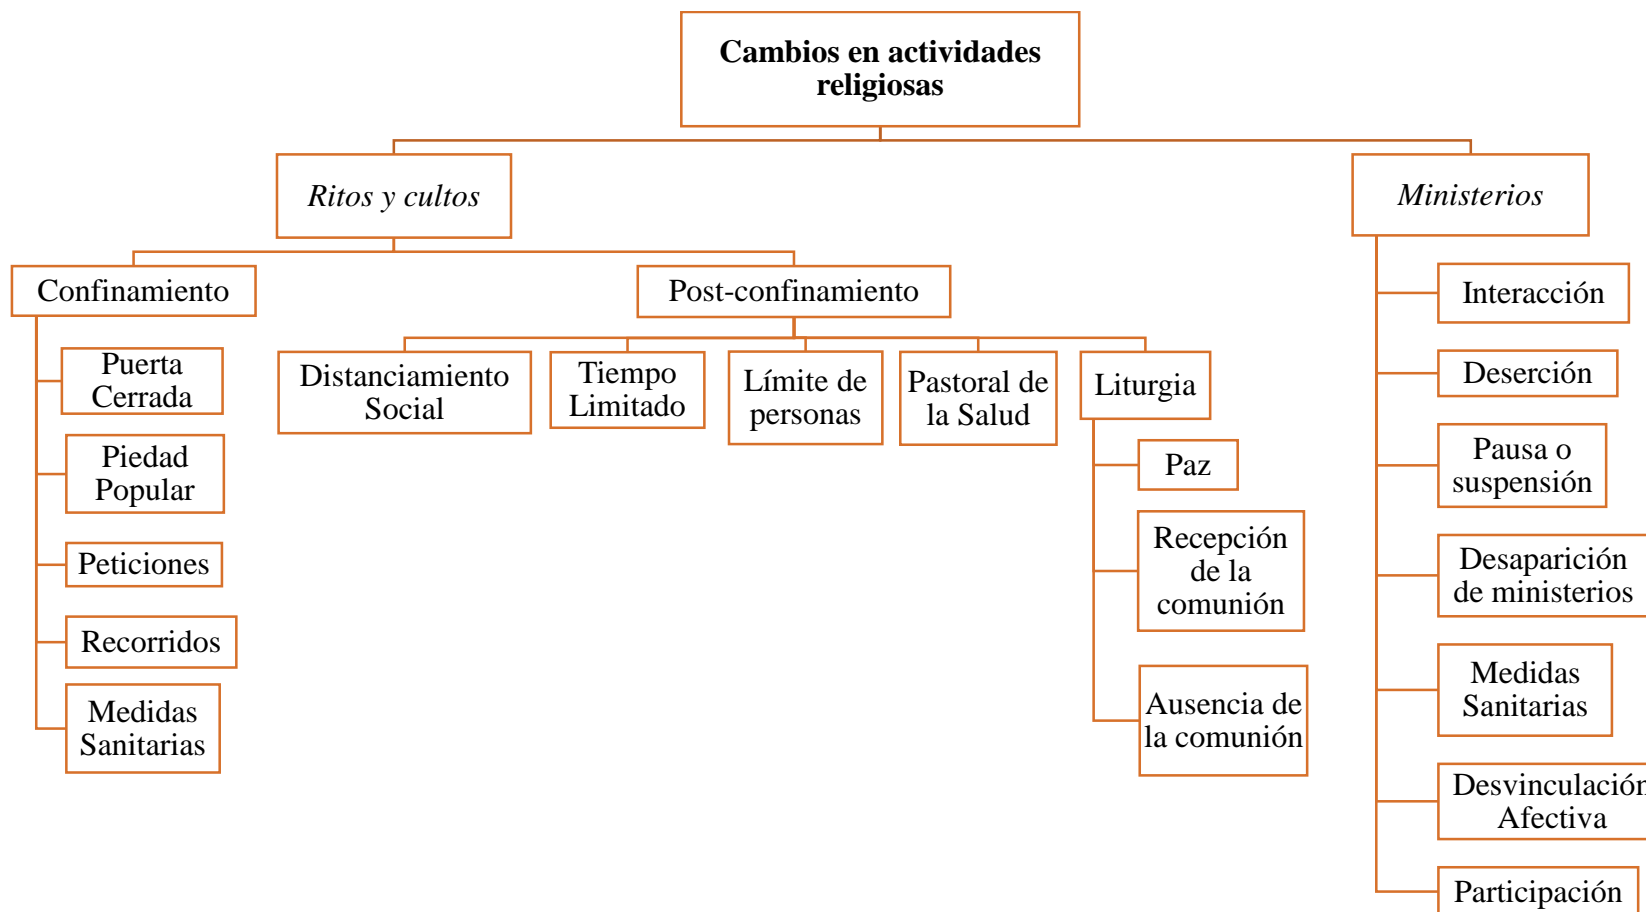 Cambios en actividades
religiosas
Ritos y cultos
Ministerios
Confinamiento
Post-confinamiento
Puerta
Cerrada
Piedad
Popular
Peticiones
Recorridos
Medidas
Sanitarias
Distanciamiento
Social
Tiempo
Limitado
Límite de
personas
Pastoral de
la Salud
Liturgia
Paz
Recepción
de la
comunión
Ausencia de
la comunión
Interacción
Deserción
Pausa o
suspensión
Desaparición
de ministerios
Medidas
Sanitarias
Desvinculación
Afectiva
Participación